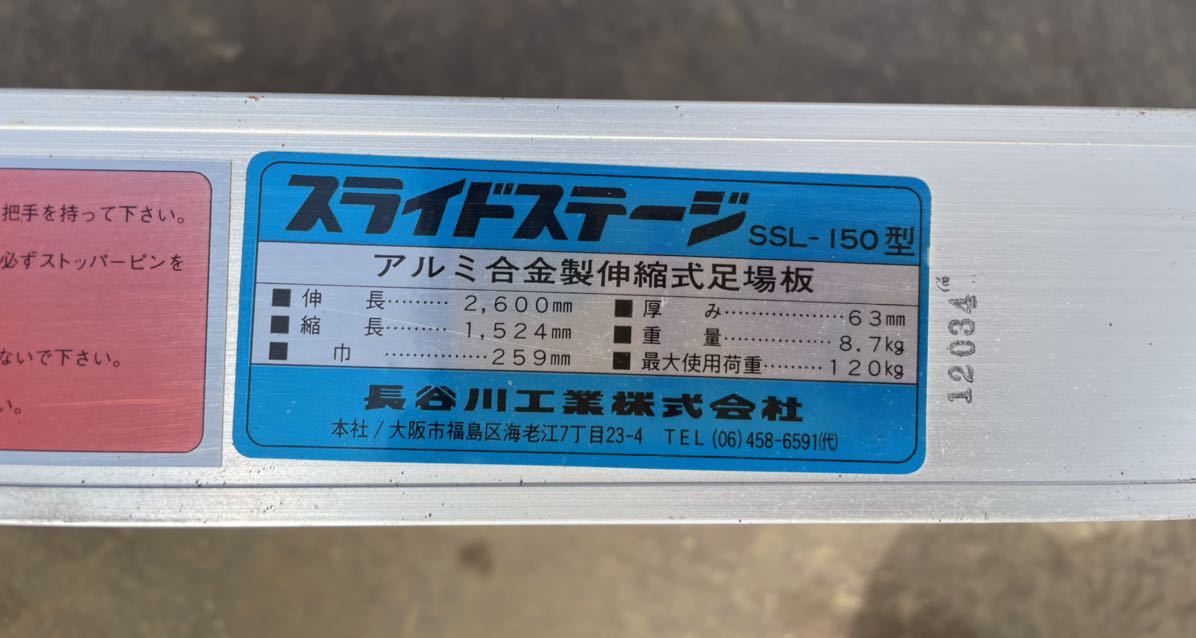 把手を持って下さい。
必ずストッパーピンを
ないで下さい。
い。
スライドステージ SSL-150型
アルミ合金製伸縮式足場板
■伸長………2,600mm
■縮長………1,524mm
■巾………259mm
■厚み………63mm
■重量………8.7kg
■最大使用荷重………120kg
長谷川工業株式会社
本社/大阪市福島区海老江7丁目23-4 TEL(06)458-6591(代)
12034